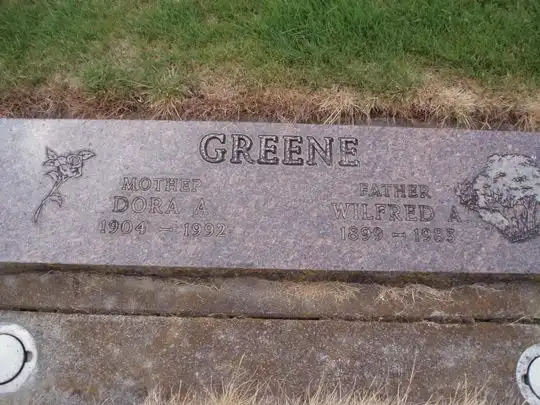 GREENE
MOTHER
DORA A.
1904 - 1992
FATHER
WILFRED A.
1899 - 1983